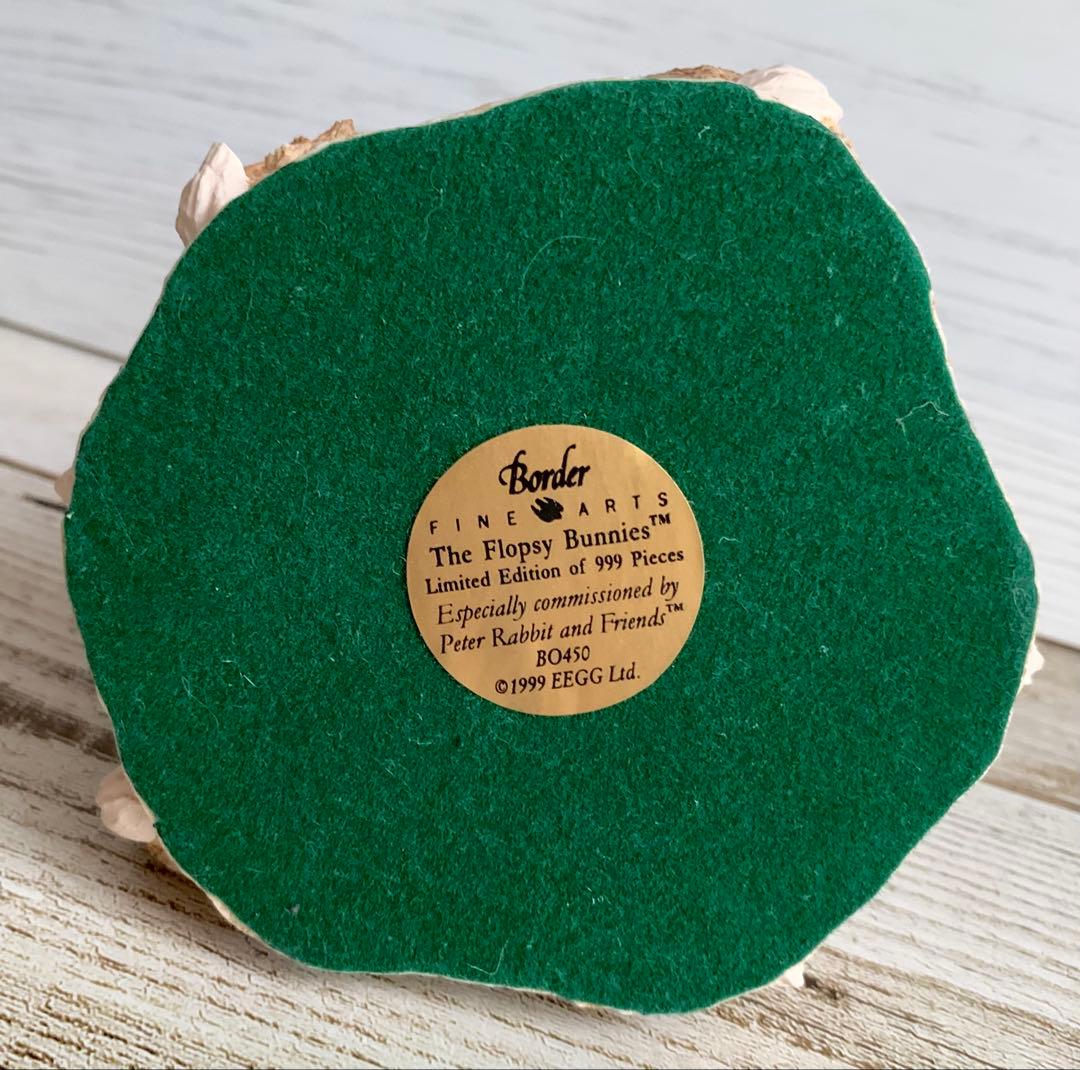 Border
FINE ARTS
The Flopsy Bunnies™
Limited Edition of 999 Pieces
Especially commissioned by
Peter Rabbit and Friends™
BO450
©1999 EEGG Ltd.